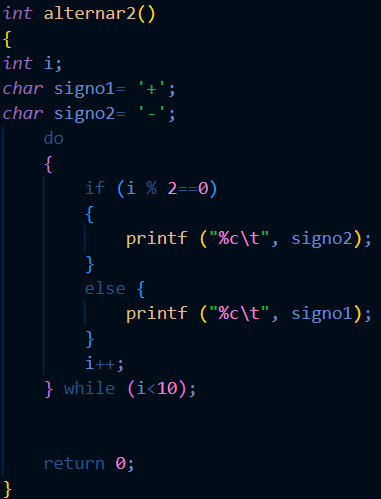 int alternar2()
{
int i;
char signo1= '+';
char signo2= '-';
    do
    {
        if (i % 2==0)
        {
            printf ("%c\t", signo2);
        }
        else {
            printf ("%c\t", signo1);
        }
        i++;
    } while (i<10);
    return 0;
}